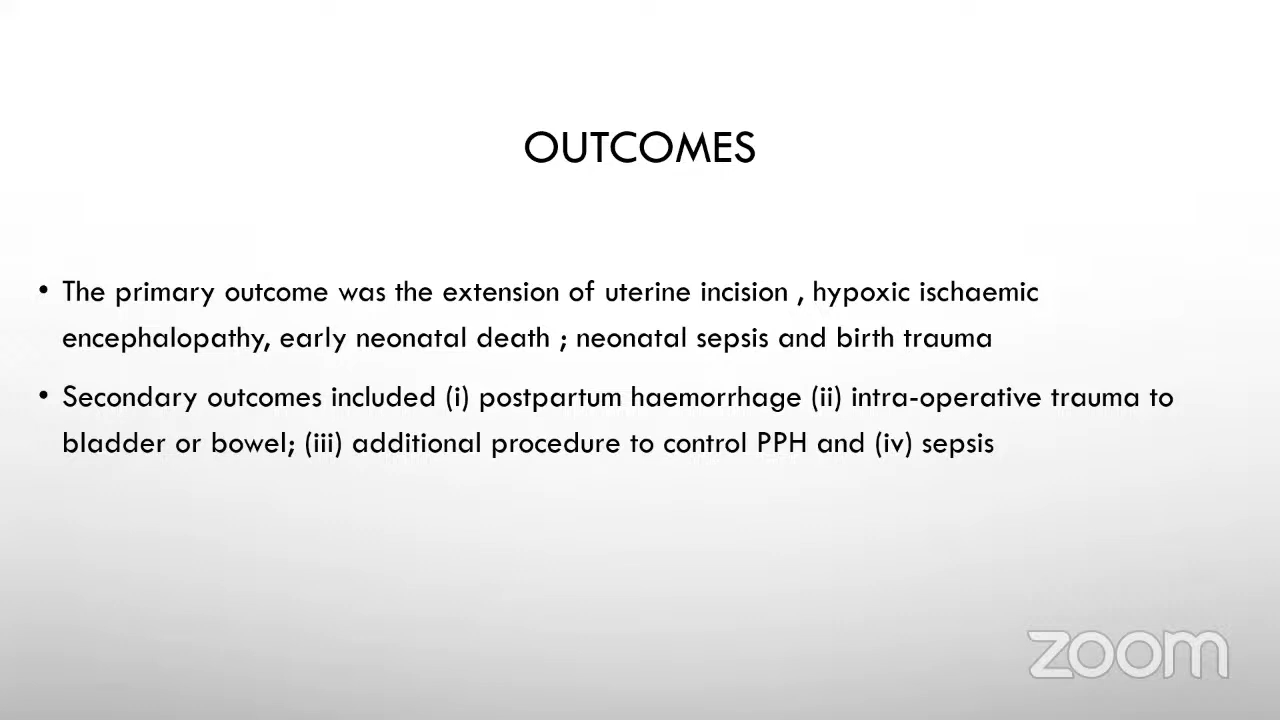 OUTCOMES
• The primary outcome was the extension of uterine incision , hypoxic ischaemic
encephalopathy, early neonatal death ; neonatal sepsis and birth trauma
• Secondary outcomes included (i) postpartum haemorrhage (ii) intra-operative trauma to
bladder or bowel; (iii) additional procedure to control PPH and (iv) sepsis
zoom